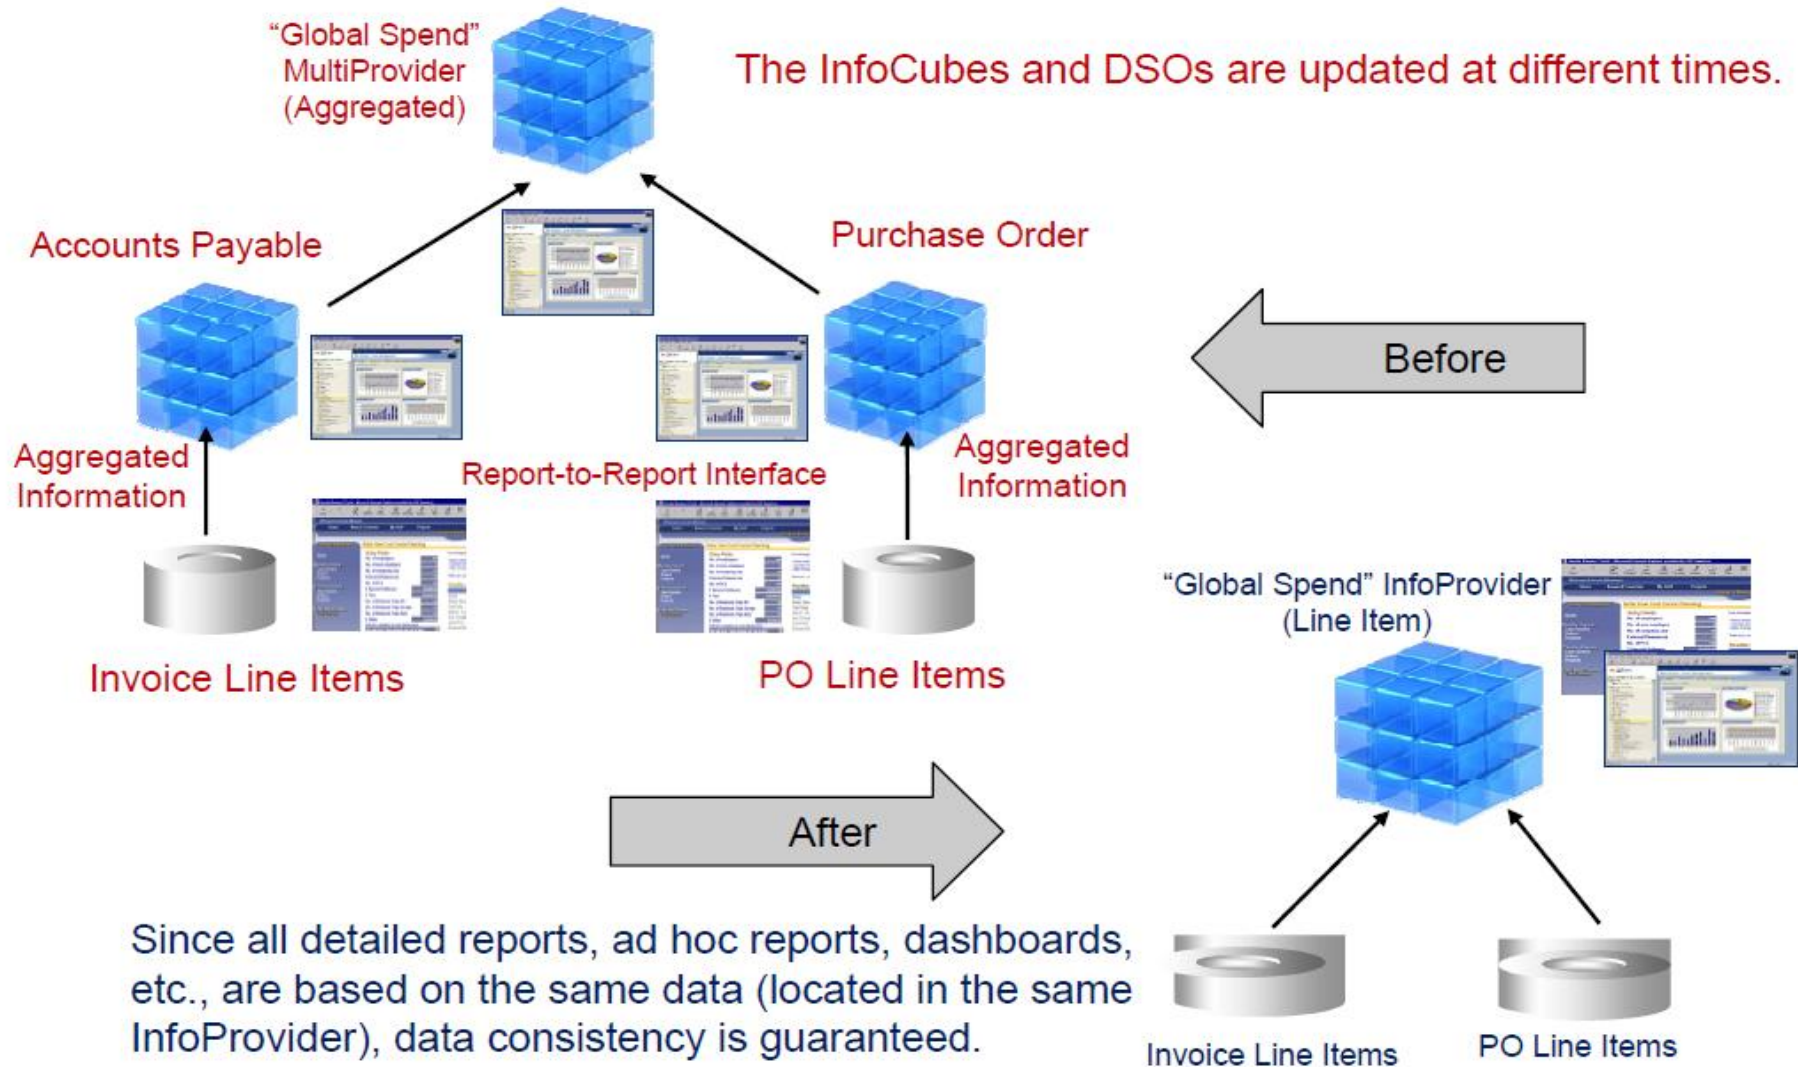 “Global Spend”
MultiProvider
(Aggregated)
The InfoCubes and DSOs are updated at different times.
Accounts Payable
Purchase Order
Before
Aggregated
Information
Report-to-Report Interface
Aggregated
Information
Invoice Line Items
PO Line Items
“Global Spend” InfoProvider
(Line Item)
After
Since all detailed reports, ad hoc reports, dashboards,
etc., are based on the same data (located in the same
InfoProvider), data consistency is guaranteed.
Invoice Line Items
PO Line Items